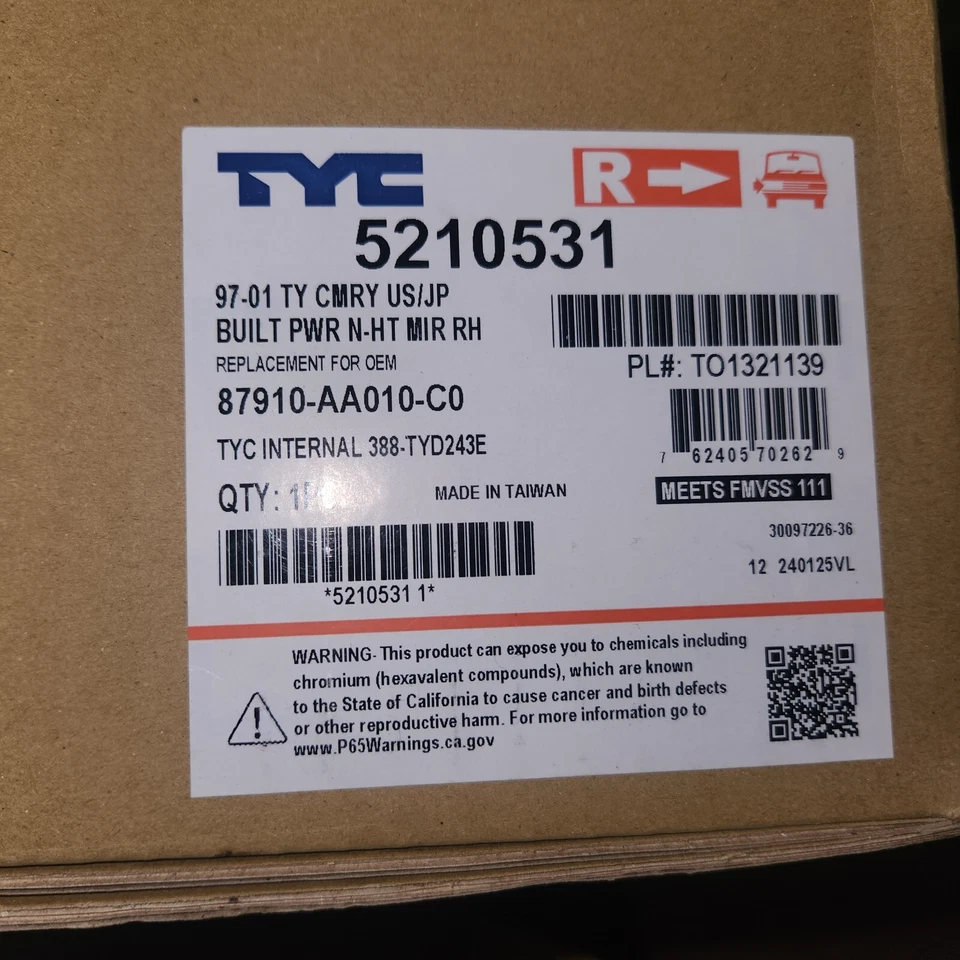 TYC
R
5210531
97-01 TY CMRY US/JP
BUILT PWR N-HT MIR RH
REPLACEMENT FOR OEM
87910-AA010-C0
TYC INTERNAL 388-TYD243E
QTY: 1
MADE IN TAIWAN
*5210531 1*
PL#: TO1321139
7 62405 70262 9
MEETS FMVSS 111
30097226-36
12 240125VL
WARNING- This product can expose you to chemicals including
chromium (hexavalent compounds), which are known
to the State of California to cause cancer and birth defects
or other reproductive harm. For more information go to
www.P65Warnings.ca.gov